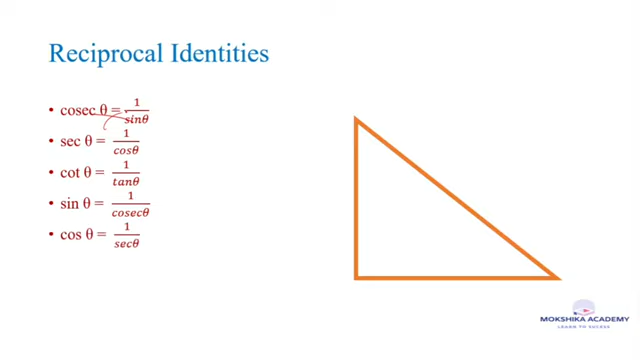 Reciprocal Identities
• cosec θ = 1/sinθ
• sec θ = 1/cosθ
• cot θ = 1/tanθ
• sin θ = 1/cosecθ
• cos θ = 1/secθ
MOKSHIKA ACADEMY
LEARN TO SUCCESS